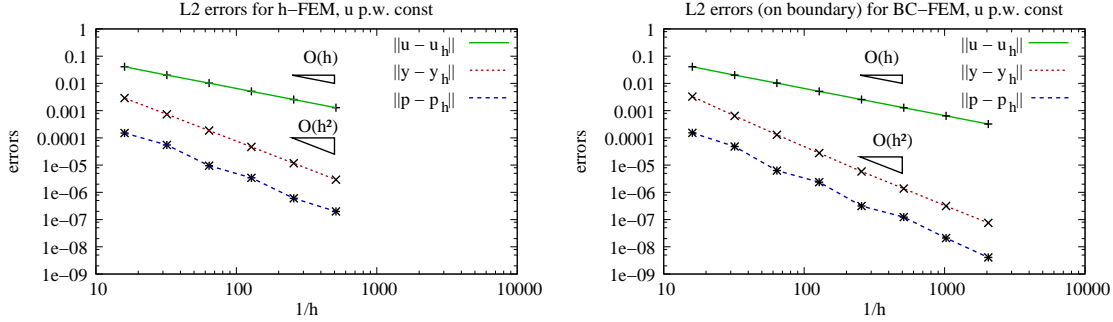 L2 errors for h−FEM, u p.w. const
errors
1
0.1
0.01
0.001
0.0001
1e−05
1e−06
1e−07
1e−08
1e−09
10
100
1000
10000
1/h
||u − u_h||
||y − y_h||
||p − p_h||
O(h)
O(h²)
L2 errors (on boundary) for BC−FEM, u p.w. const
errors
1
0.1
0.01
0.001
0.0001
1e−05
1e−06
1e−07
1e−08
1e−09
10
100
1000
10000
1/h
||u − u_h||
||y − y_h||
||p − p_h||
O(h)
O(h²)